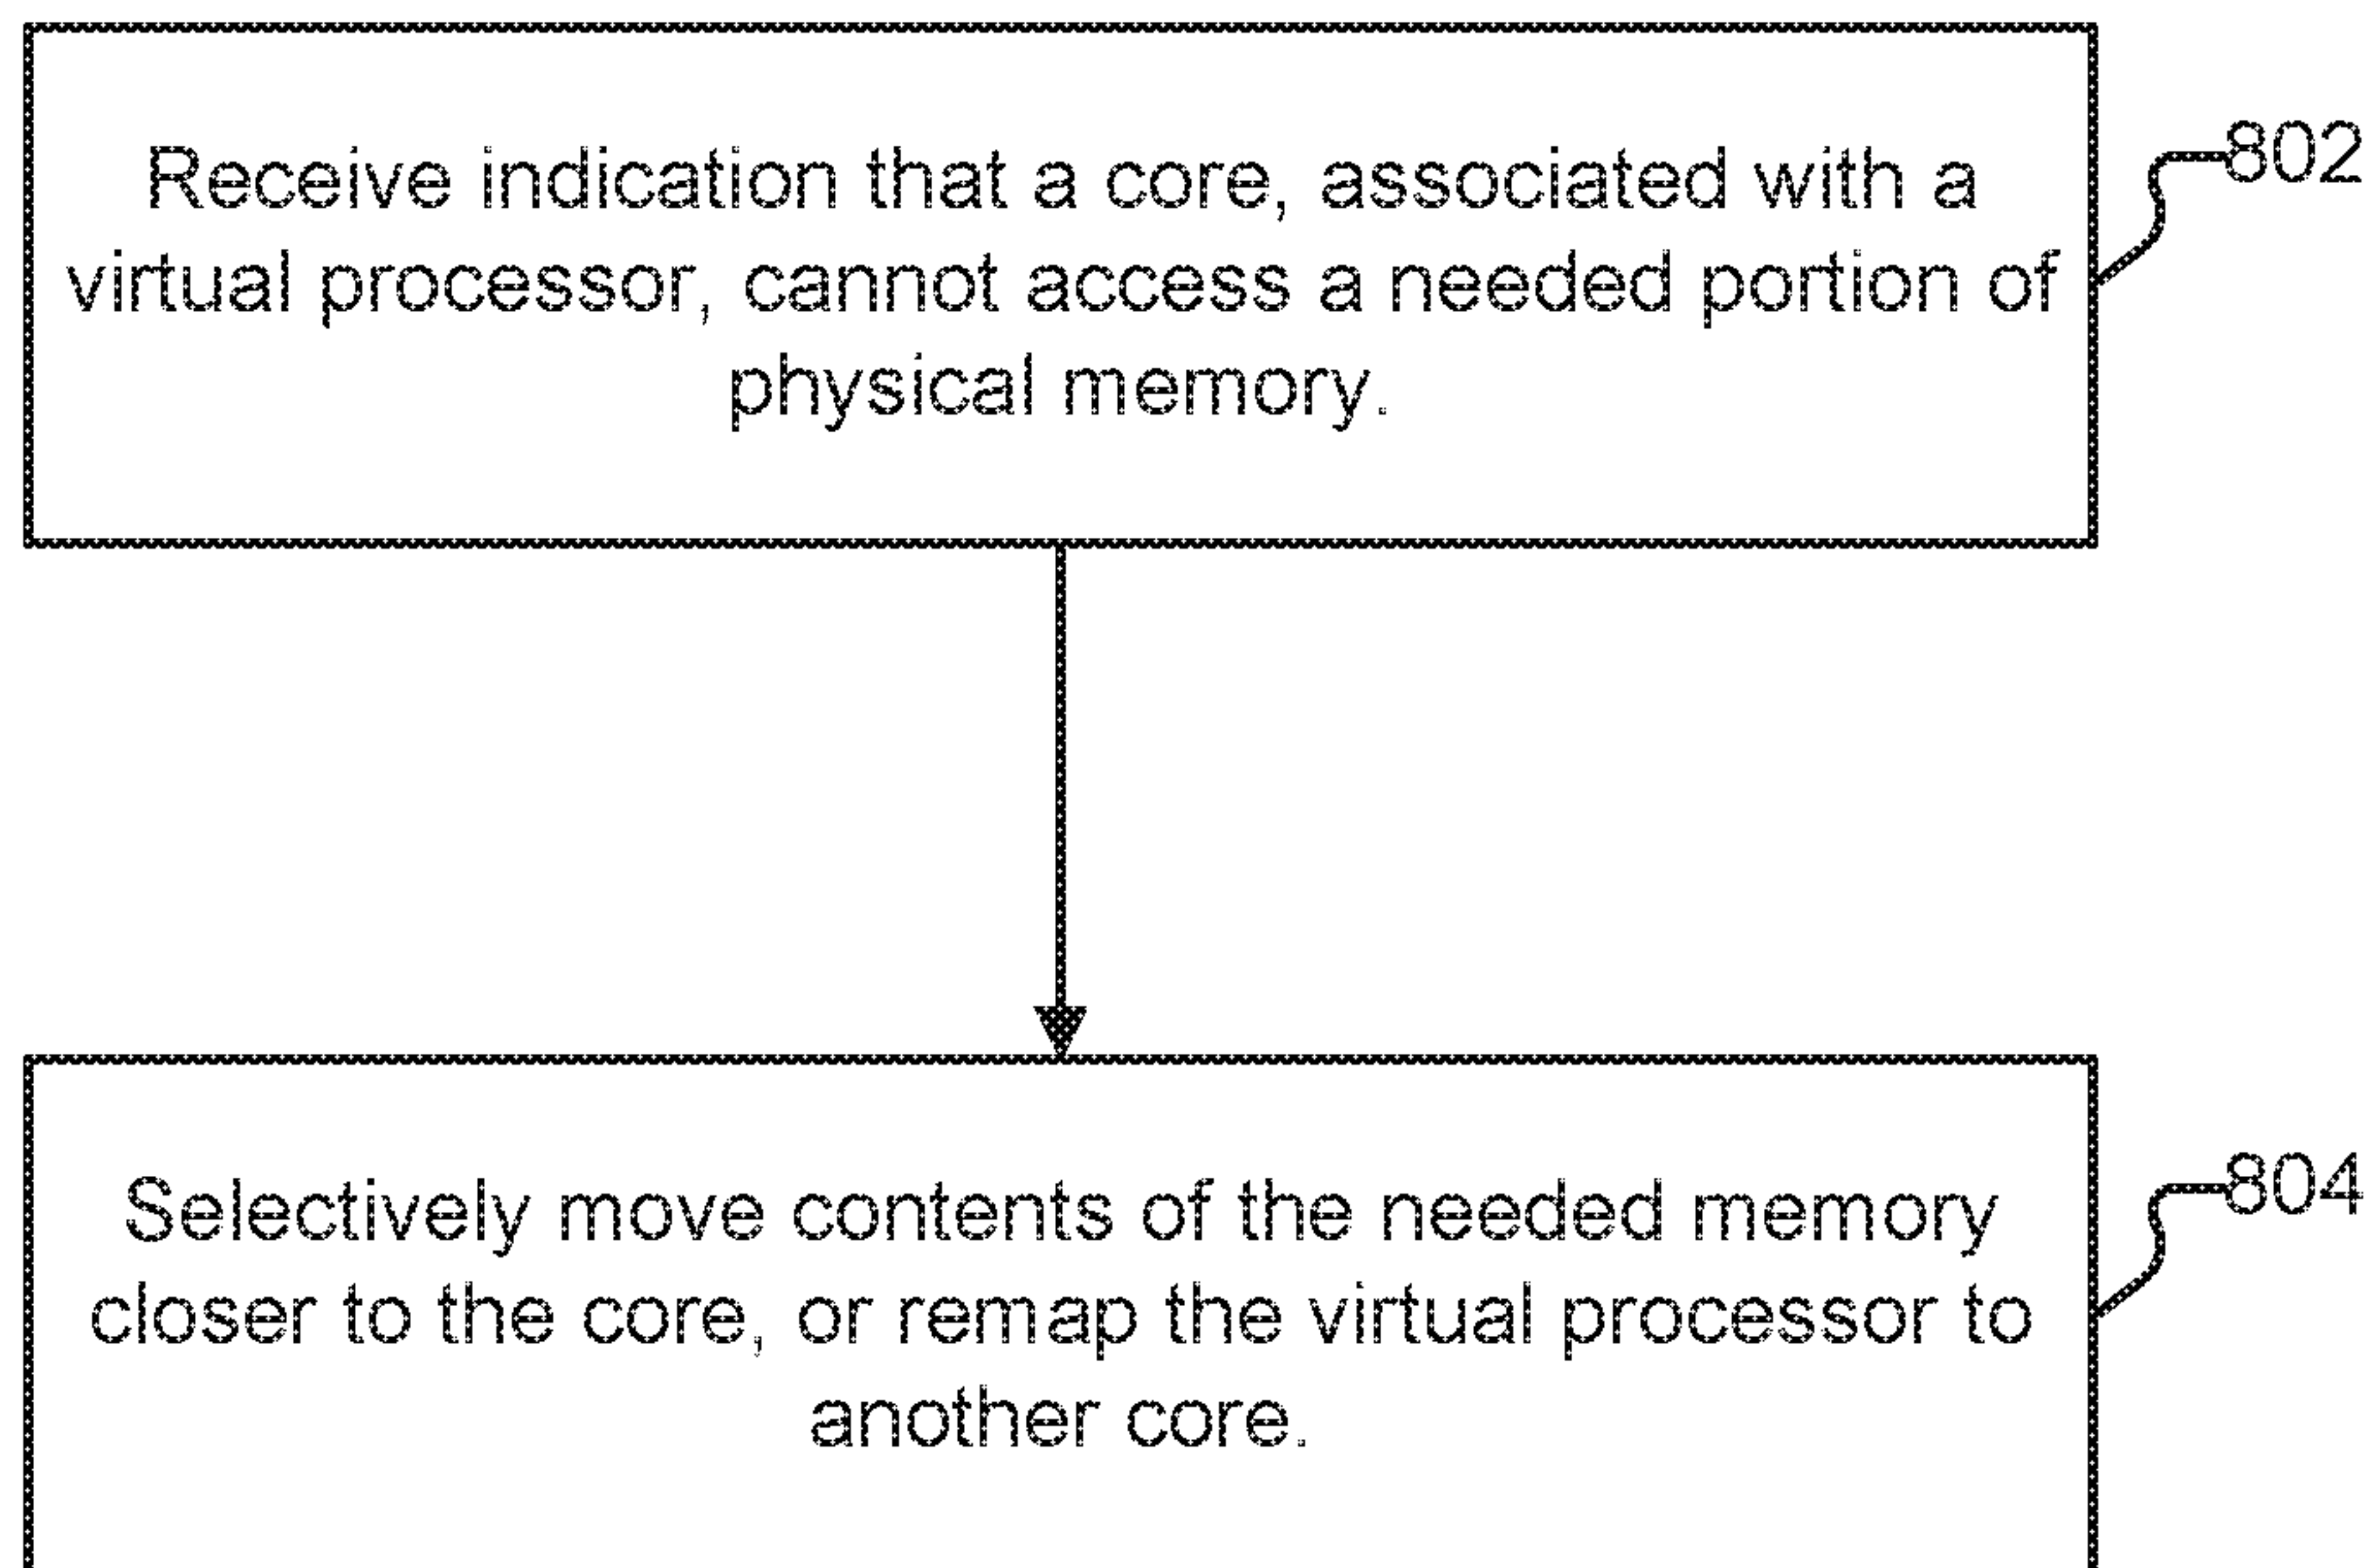 Receive indication that a core, associated with a
virtual processor, cannot access a needed portion of
physical memory.
802
Selectively move contents of the needed memory
closer to the core, or remap the virtual processor to
another core.
804